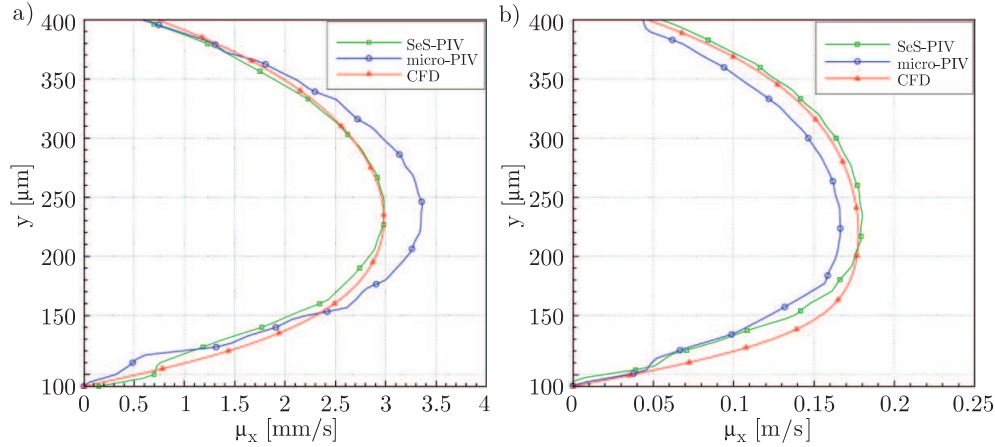 a)
400
350
300
250
200
150
100
y [μm]
0
0.5
1
1.5
2
2.5
3
3.5
4
μx [mm/s]
SeS-PIV
micro-PIV
CFD
b)
400
350
300
250
200
150
100
y [μm]
0
0.05
0.1
0.15
0.2
0.25
μx [m/s]
SeS-PIV
micro-PIV
CFD